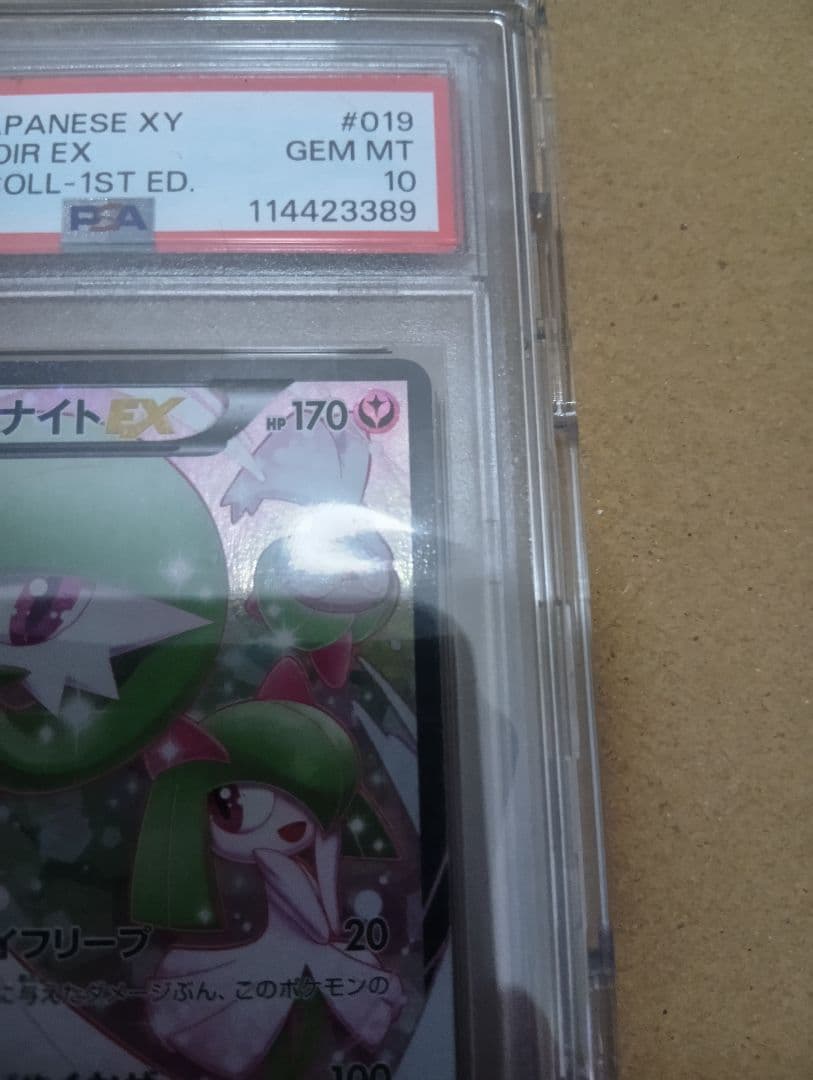 APANESE XY #019
OIR EX GEM MT
COLL-1ST ED. 10
PSA 114423389
ナイトEX HP170
イフリープ 20
に与えたダメージぶん、このポケモンの
100